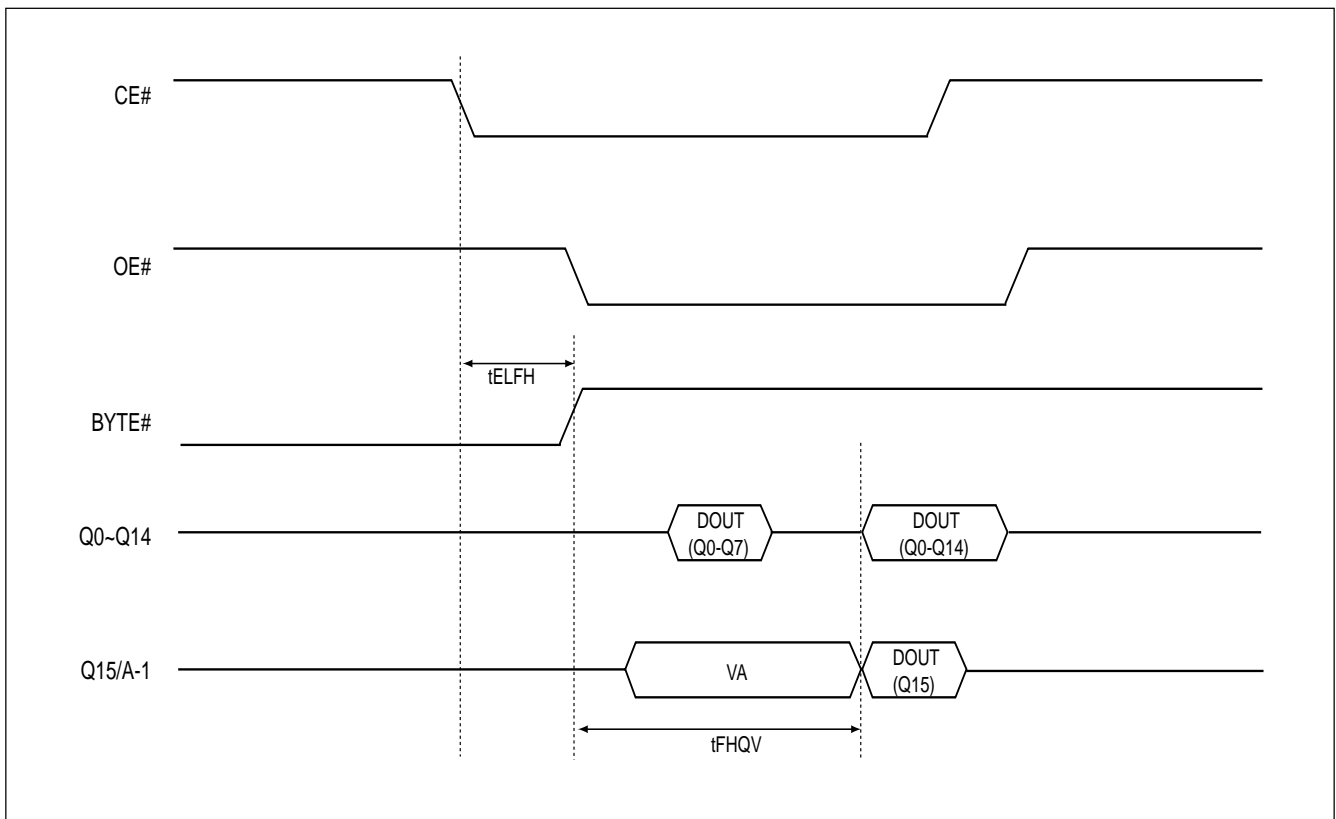 CE#
OE#
tELFH
BYTE#
Q0~Q14
DOUT
(Q0-Q7)
DOUT
(Q0-Q14)
Q15/A-1
VA
DOUT
(Q15)
tFHQV